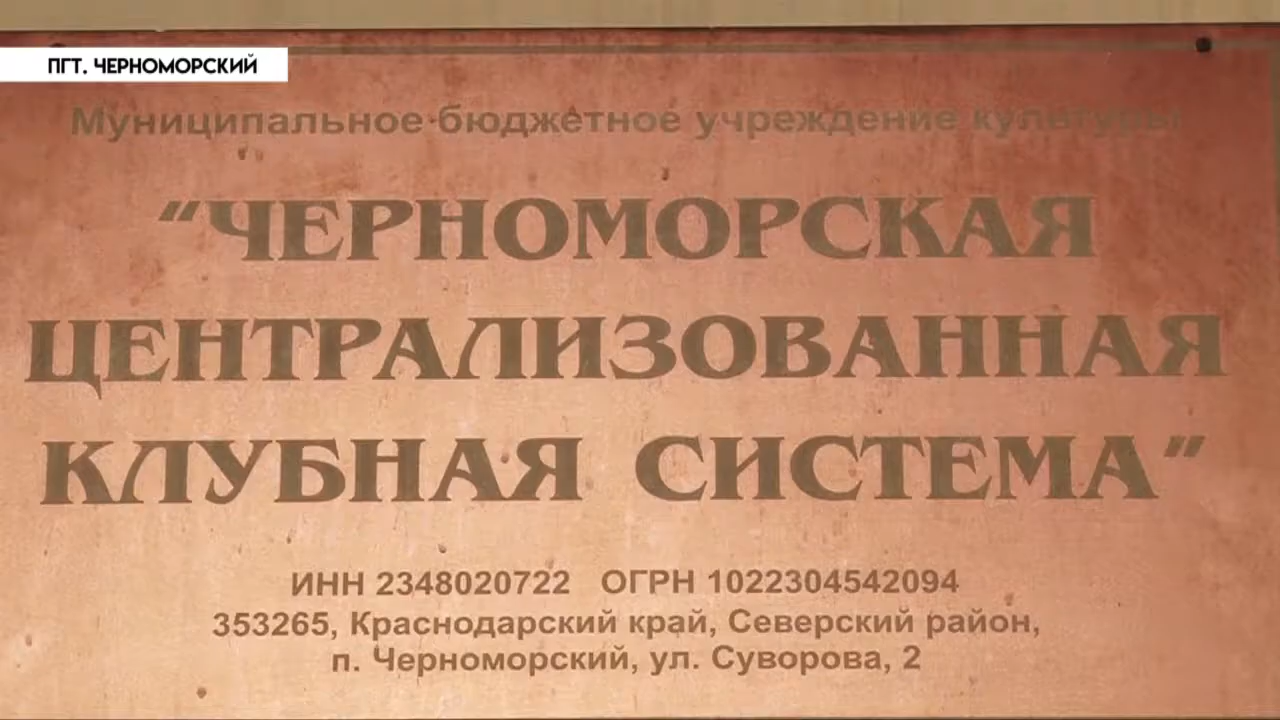 ПГТ. ЧЕРНОМОРСКИЙ
Муниципальное бюджетное учреждение культуры
"ЧЕРНОМОРСКАЯ
ЦЕНТРАЛИЗОВАННАЯ
КЛУБНАЯ СИСТЕМА"
ИНН 2348020722 ОГРН 1022304542094
353265, Краснодарский край, Северский район,
п. Черноморский, ул. Суворова, 2